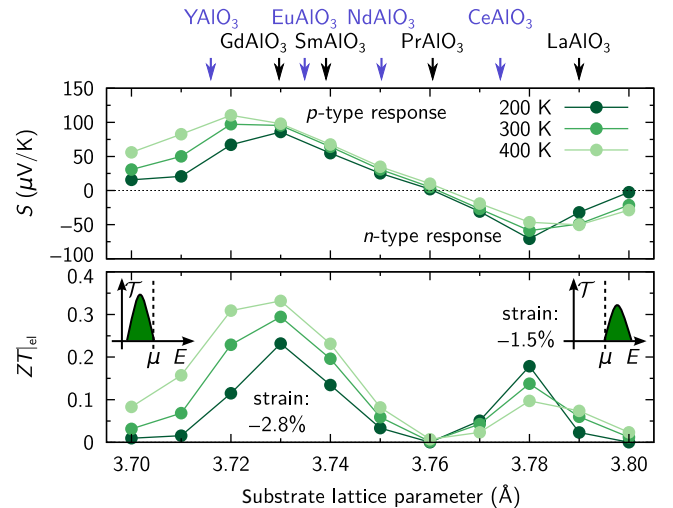 YAlO3 EuAlO3 NdAlO3 CeAlO3
GdAlO3 SmAlO3 PrAlO3 LaAlO3
150
100
50
0
−50
−100
S (μV/K)
p-type response
n-type response
200 K
300 K
400 K
0.4
0.3
0.2
0.1
0
ZT|el
𝒯
μ E
strain:
−2.8%
strain:
−1.5%
𝒯
μ E
3.70 3.72 3.74 3.76 3.78 3.80
Substrate lattice parameter (Å)